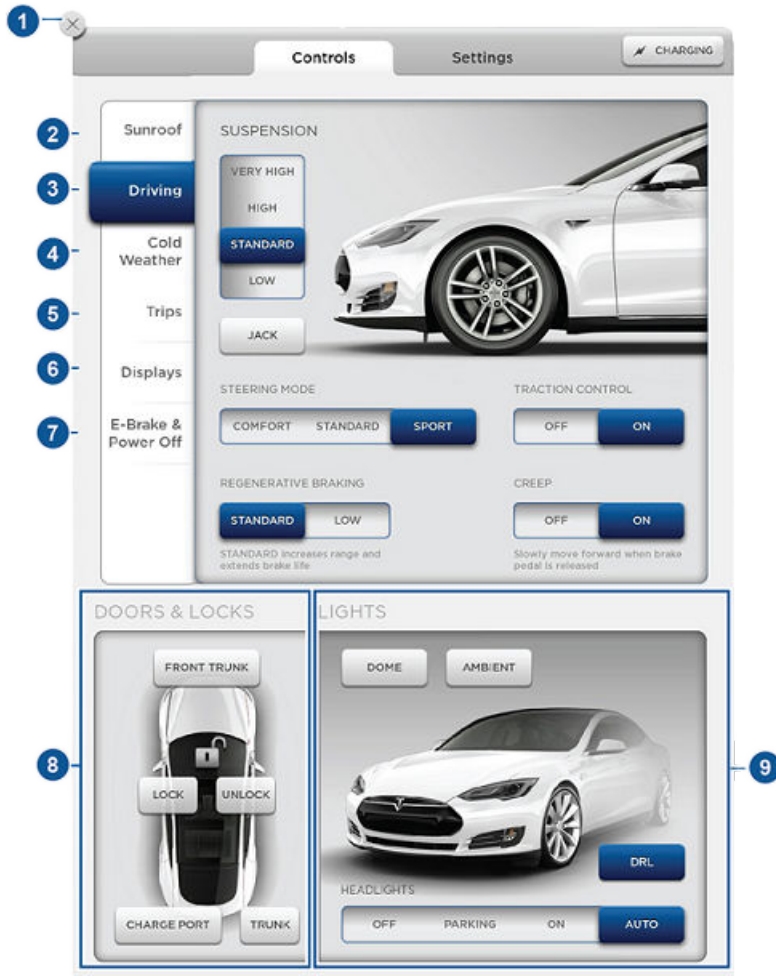 1
Controls
Settings
CHARGING
2
Sunroof
3
Driving
4
Cold
Weather
5
Trips
6
Displays
7
E-Brake &
Power Off
SUSPENSION
VERY HIGH
HIGH
STANDARD
LOW
JACK
STEERING MODE
COMFORT STANDARD SPORT
TRACTION CONTROL
OFF ON
REGENERATIVE BRAKING
STANDARD LOW
STANDARD increases range and
extends brake life
CREEP
OFF ON
Slowly move forward when brake
pedal is released
8
DOORS & LOCKS
FRONT TRUNK
LOCK UNLOCK
CHARGE PORT TRUNK
9
LIGHTS
DOME AMBIENT
DRL
HEADLIGHTS
OFF PARKING ON AUTO